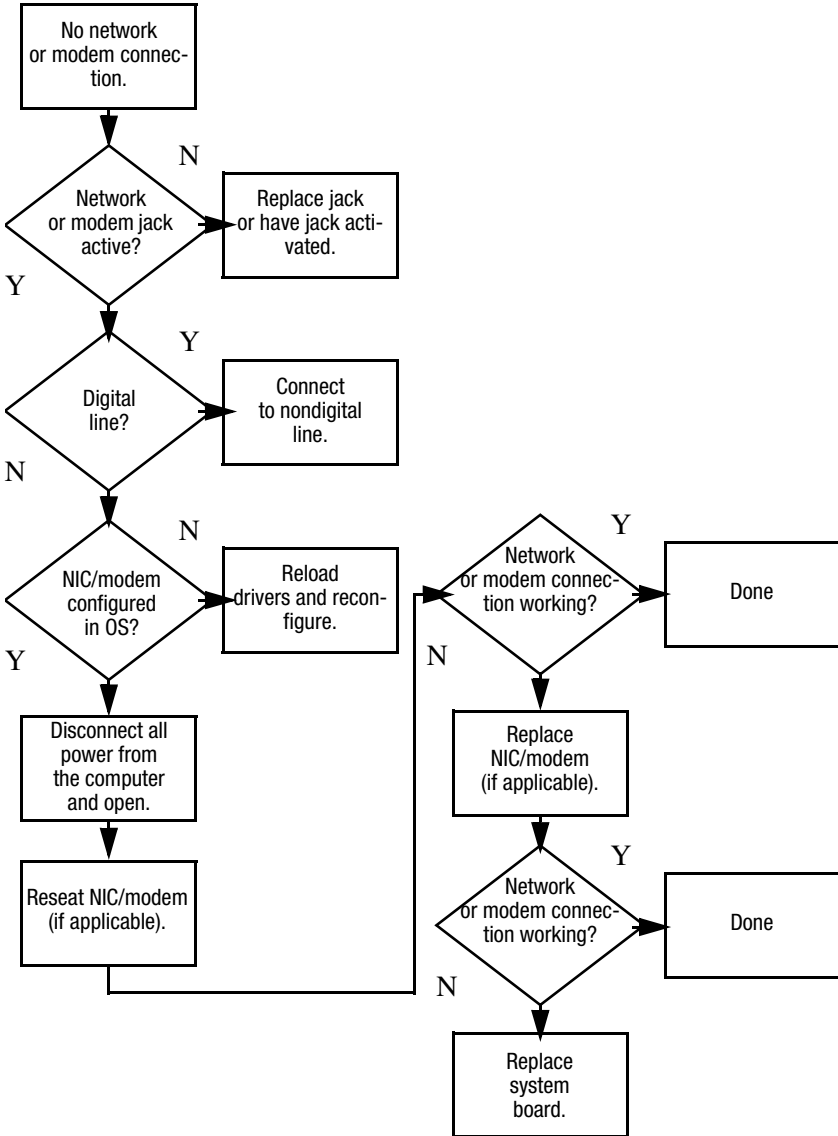 No network
or modem connec-
tion.
N
Network
or modem jack
active?
Replace jack
or have jack acti-
vated.
Y
Y
Digital
line?
Connect
to nondigital
line.
N
N
NIC/modem
configured
in OS?
Reload
drivers and recon-
figure.
Y
Disconnect all
power from
the computer
and open.
Reseat NIC/modem
(if applicable).
Y
Network
or modem connec-
tion working?
Done
N
Replace
NIC/modem
(if applicable).
Y
Network
or modem connec-
tion working?
Done
N
Replace
system
board.